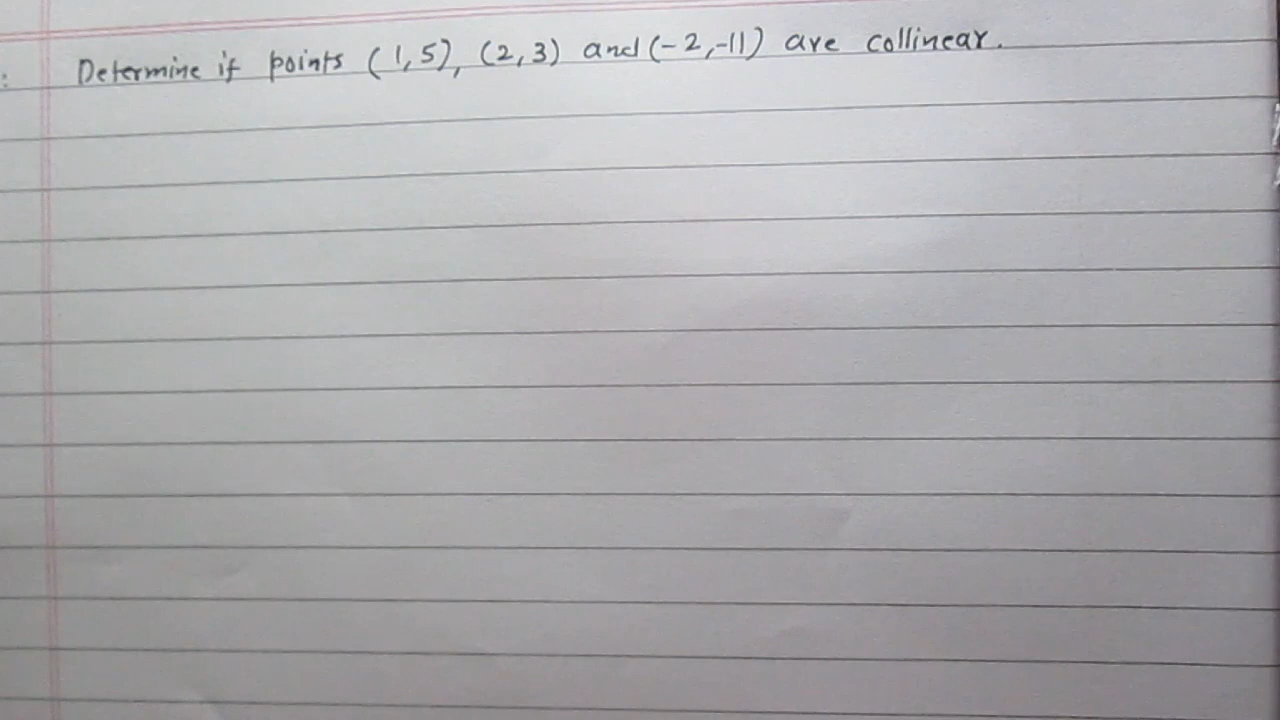 : Determine if points (1,5), (2,3) and (-2,-11) are collinear.